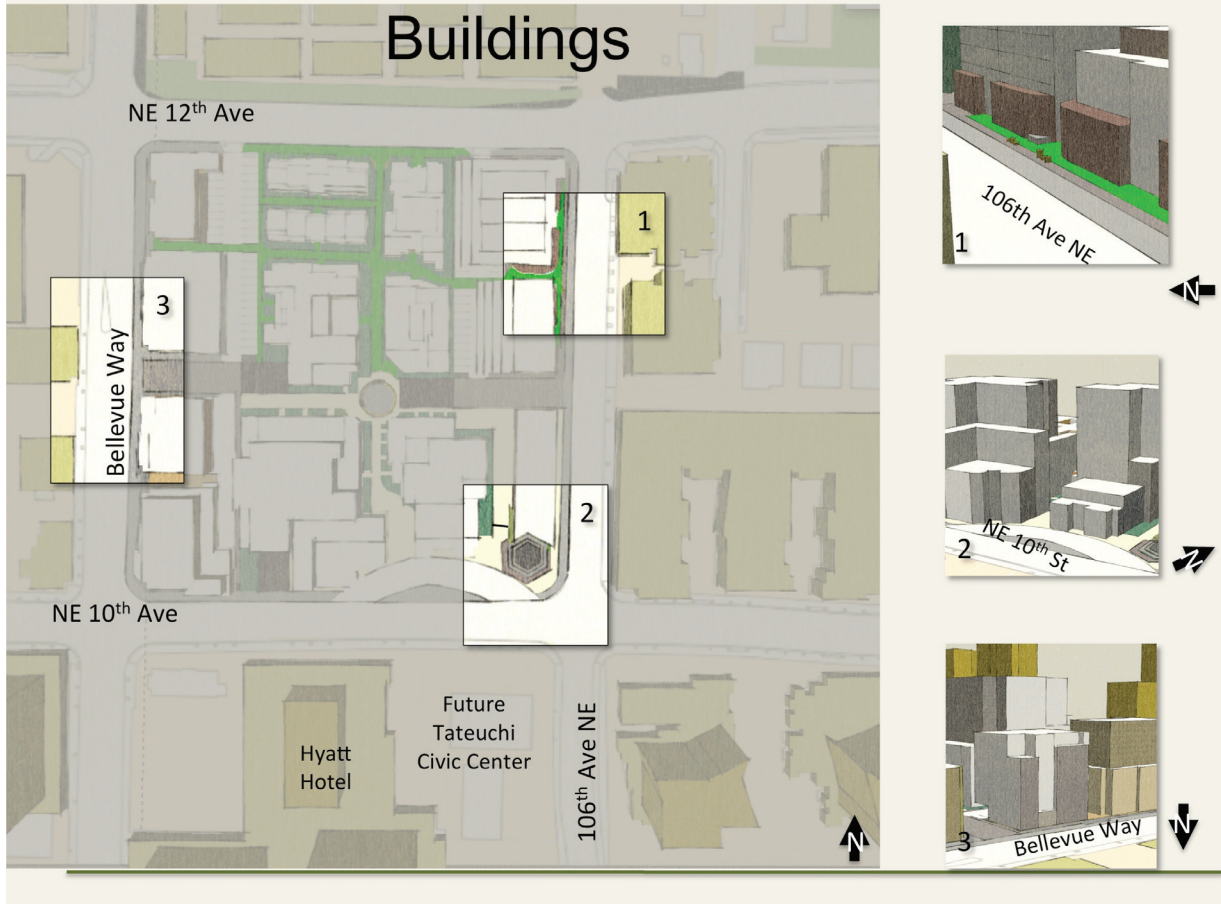 Buildings
NE 12th Ave
1
3
Bellevue Way
2
NE 10th Ave
Hyatt
Hotel
Future
Tateuchi
Civic Center
106th Ave NE
N
106th Ave NE
1
N
NE 10th St
2
N
Bellevue Way
3
N